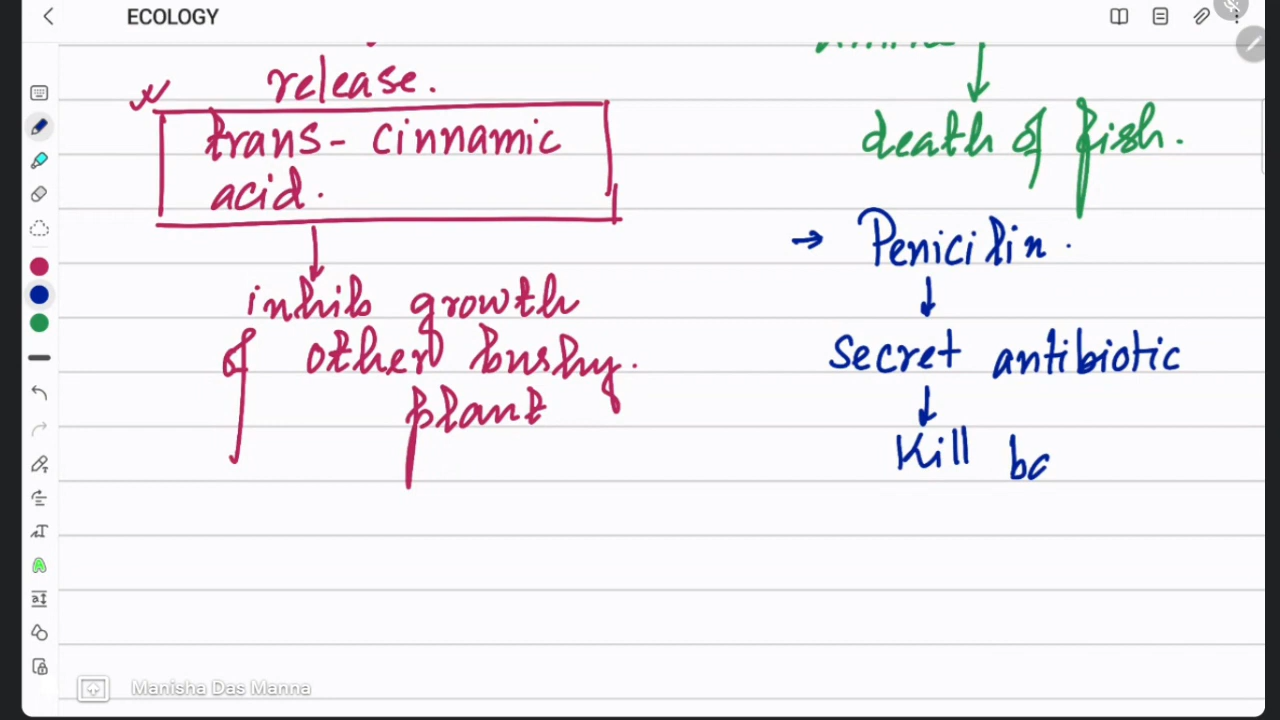 ECOLOGY
release.
trans- cinnamic
acid.
inhib growth
of other bushy.
plant
death of fish.
→ Penicilin.
Secret antibiotic
Kill ba
Manisha Das Manna